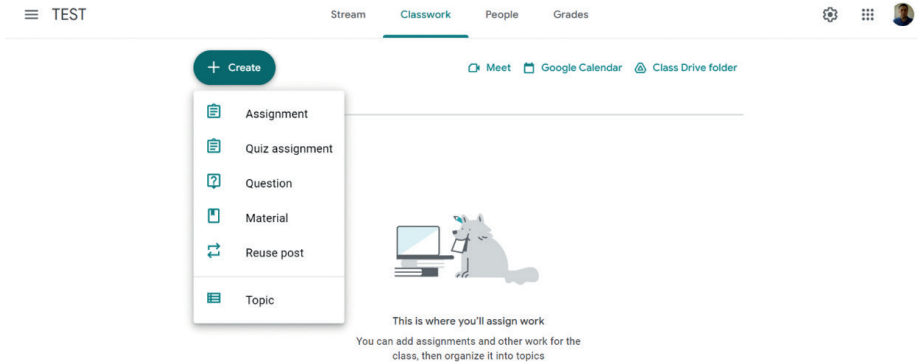 TEST
Stream Classwork People Grades
Create
Meet Google Calendar Class Drive folder
Assignment
Quiz assignment
Question
Material
Reuse post
Topic
This is where you'll assign work
You can add assignments and other work for the
class, then organize it into topics